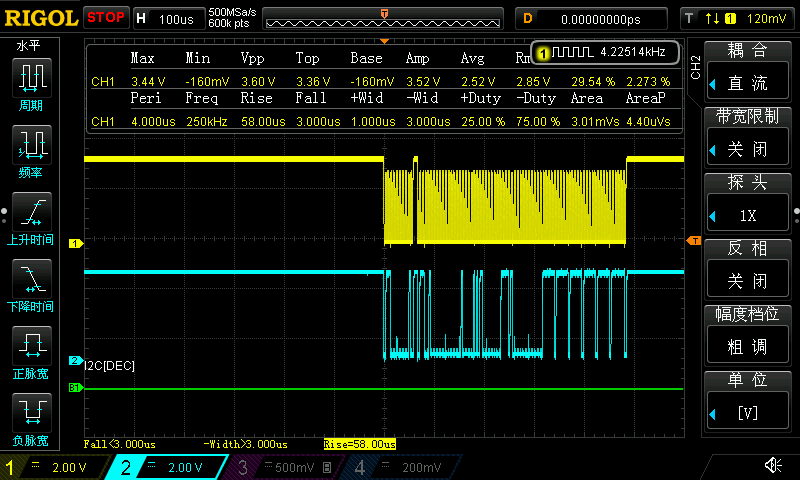 RIGOL STOP H 100us 500MSa/s 600k pts T D 0.00000000ps T 1 120mV
水平
周期
频率
上升时间
下降时间
正脉宽
负脉宽
1 4.22514kHz
Max Min Vpp Top Base Amp Avg
CH1 3.44 V -160mV 3.60 V 3.36 V -160mV 3.52 V 2.52 V 2.85 V 29.54 % 2.273 %
Peri Freq Rise Fall +Wid -Wid +Duty -Duty Area AreaP
CH1 4.000us 250kHz 58.00us 3.000us 1.000us 3.000us 25.00 % 75.00 % 3.01mVs 4.40uVs
1
T
2
I2C[DEC]
B1
Fall<3.000us -Width>3.000us Rise=58.00us
CH2
耦 合
直 流
带宽限制
关 闭
探 头
1X
反 相
关 闭
幅度档位
粗 调
单 位
[V]
1 2.00 V 2 2.00 V 3 500mV B 4 200mV